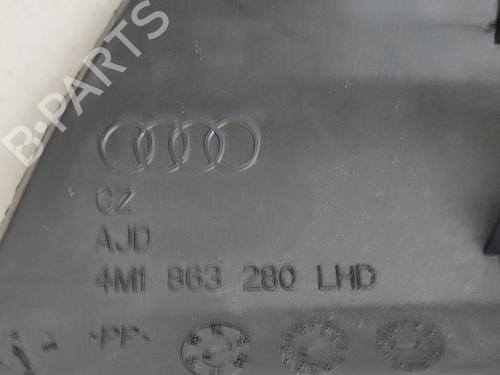 B-PARTS
CZ
AJD
4M1 863 280 LHD
>PP<